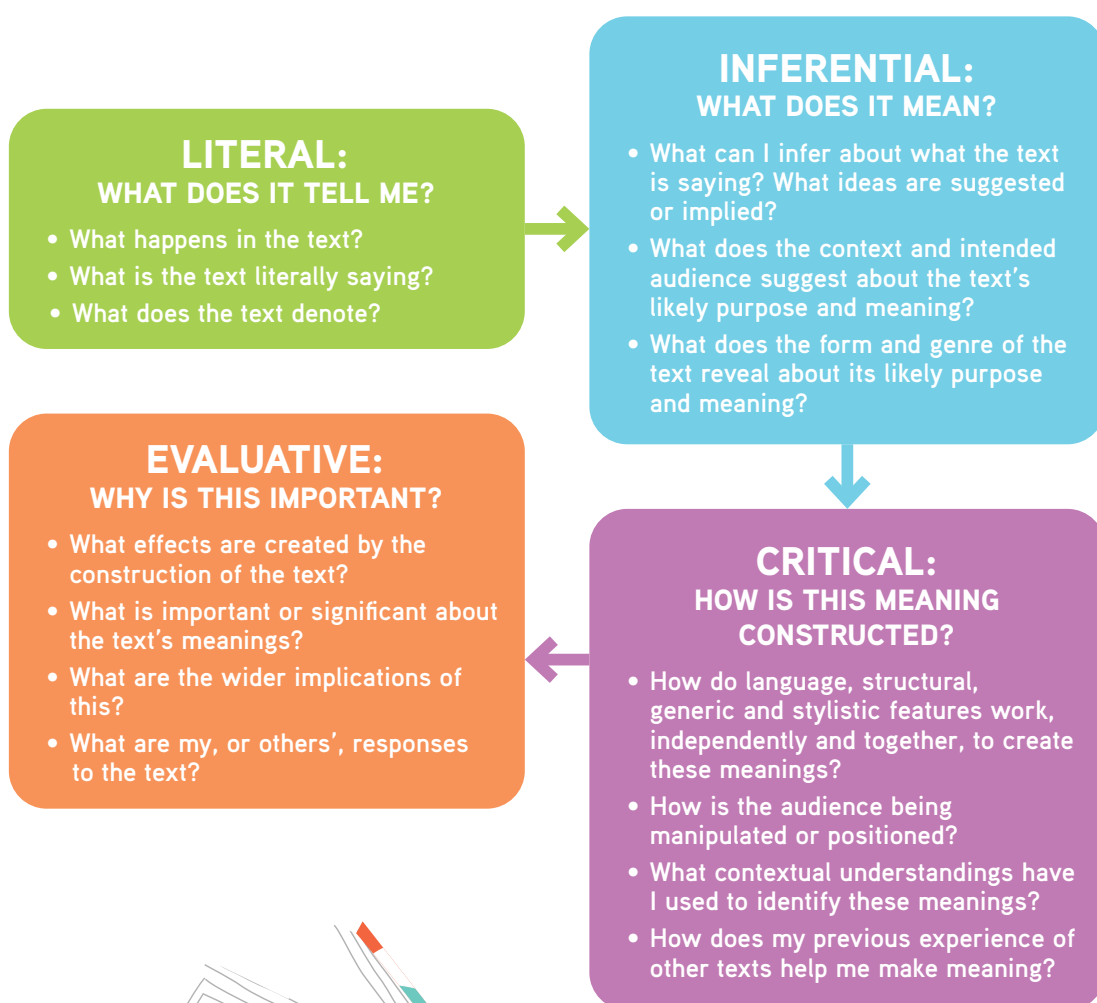 LITERAL:
WHAT DOES IT TELL ME?
• What happens in the text?
• What is the text literally saying?
• What does the text denote?
INFERENTIAL:
WHAT DOES IT MEAN?
• What can I infer about what the text
is saying? What ideas are suggested
or implied?
• What does the context and intended
audience suggest about the text's
likely purpose and meaning?
• What does the form and genre of the
text reveal about its likely purpose
and meaning?
CRITICAL:
HOW IS THIS MEANING
CONSTRUCTED?
• How do language, structural,
generic and stylistic features work,
independently and together, to create
these meanings?
• How is the audience being
manipulated or positioned?
• What contextual understandings have
I used to identify these meanings?
• How does my previous experience of
other texts help me make meaning?
EVALUATIVE:
WHY IS THIS IMPORTANT?
• What effects are created by the
construction of the text?
• What is important or significant about
the text's meanings?
• What are the wider implications of
this?
• What are my, or others', responses
to the text?